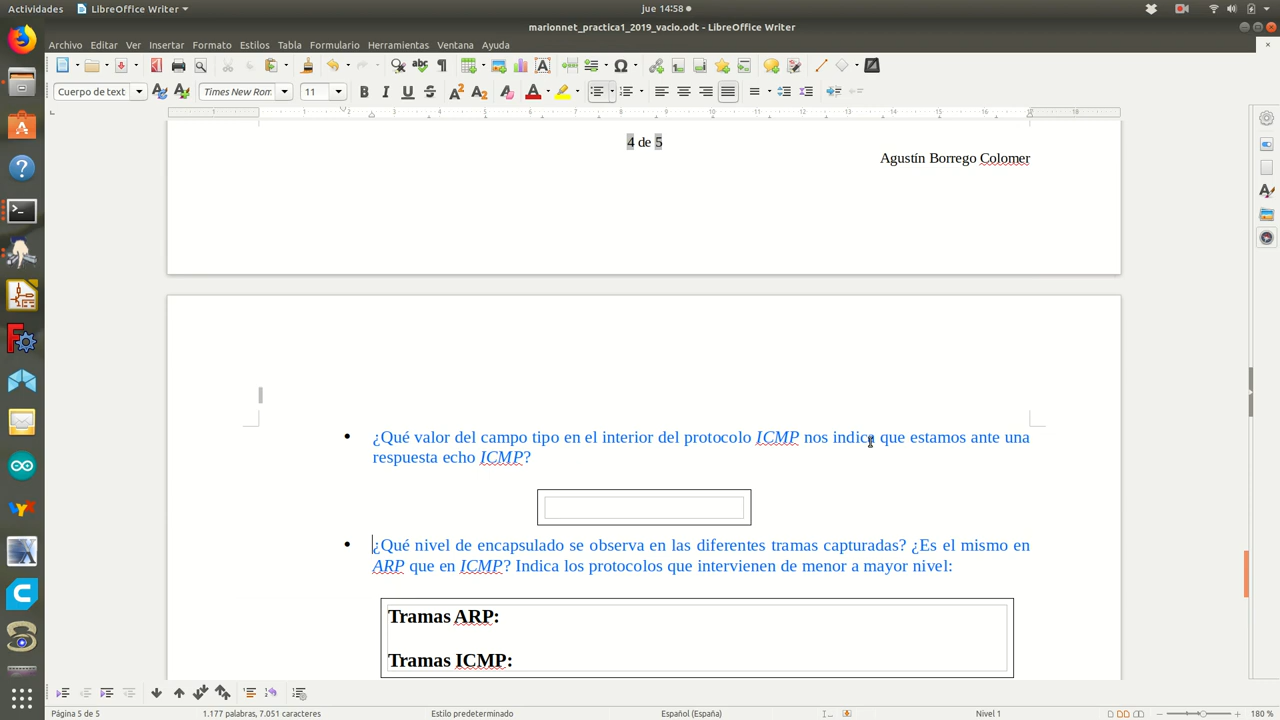 Actividades
LibreOffice Writer
Jue 14:58
marionnet_practica1_2019_vacio.odt - LibreOffice Writer
Archivo Editar Ver Insertar Formato Estilos Tabla Formulario Herramientas Ventana Ayuda
Cuerpo de text
Times New Rom
11
4 de 5
Agustín Borrego Colomer
• ¿Qué valor del campo tipo en el interior del protocolo ICMP nos indica que estamos ante una
respuesta echo ICMP?
• ¿Qué nivel de encapsulado se observa en las diferentes tramas capturadas? ¿Es el mismo en
ARP que en ICMP? Indica los protocolos que intervienen de menor a mayor nivel:
Tramas ARP:
Tramas ICMP:
Página 5 de 5
1.177 palabras, 7.051 caracteres
Estilo predeterminado
Español (España)
Nivel 1
180 %